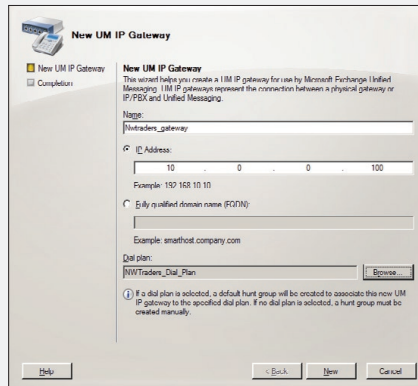 New UM IP Gateway
New UM IP Gateway
Completion
New UM IP Gateway
This wizard helps you create a UM IP gateway for use by Microsoft Exchange Unified
Messaging. UM IP gateways represent the connection between a physical gateway or
IP/PBX and Unified Messaging.
Name:
Nwtraders_gateway
IP Address:
10 . 0 . 0 . 100
Example: 192.168.10.10
Fully qualified domain name (FQDN):
Example: smarthost.company.com
Dial plan:
NWTraders_Dial_Plan
Browse...
If a dial plan is selected, a default hunt group will be created to associate this new UM
IP gateway to the specified dial plan. If no dial plan is selected, a hunt group must be
created manually.
Help
< Back
New
Cancel